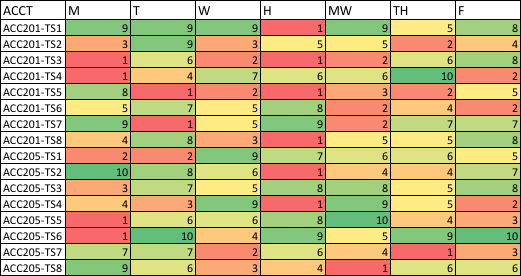 ACCT M T W H MW TH F
ACC201-TS1 9 9 9 1 9 5 8
ACC201-TS2 3 9 3 5 5 2 4
ACC201-TS3 1 6 2 1 2 6 8
ACC201-TS4 1 4 7 6 6 10 2
ACC201-TS5 8 1 2 1 3 2 5
ACC201-TS6 5 7 5 8 2 4 2
ACC201-TS7 9 1 5 9 2 7 7
ACC201-TS8 4 8 3 1 5 5 8
ACC205-TS1 2 2 9 7 6 6 5
ACC205-TS2 10 8 6 1 4 4 7
ACC205-TS3 3 7 5 8 8 5 8
ACC205-TS4 4 3 9 1 9 5 2
ACC205-TS5 1 6 6 8 10 4 3
ACC205-TS6 1 10 4 9 5 9 10
ACC205-TS7 7 7 2 6 4 1 3
ACC205-TS8 9 6 3 4 1 6 6